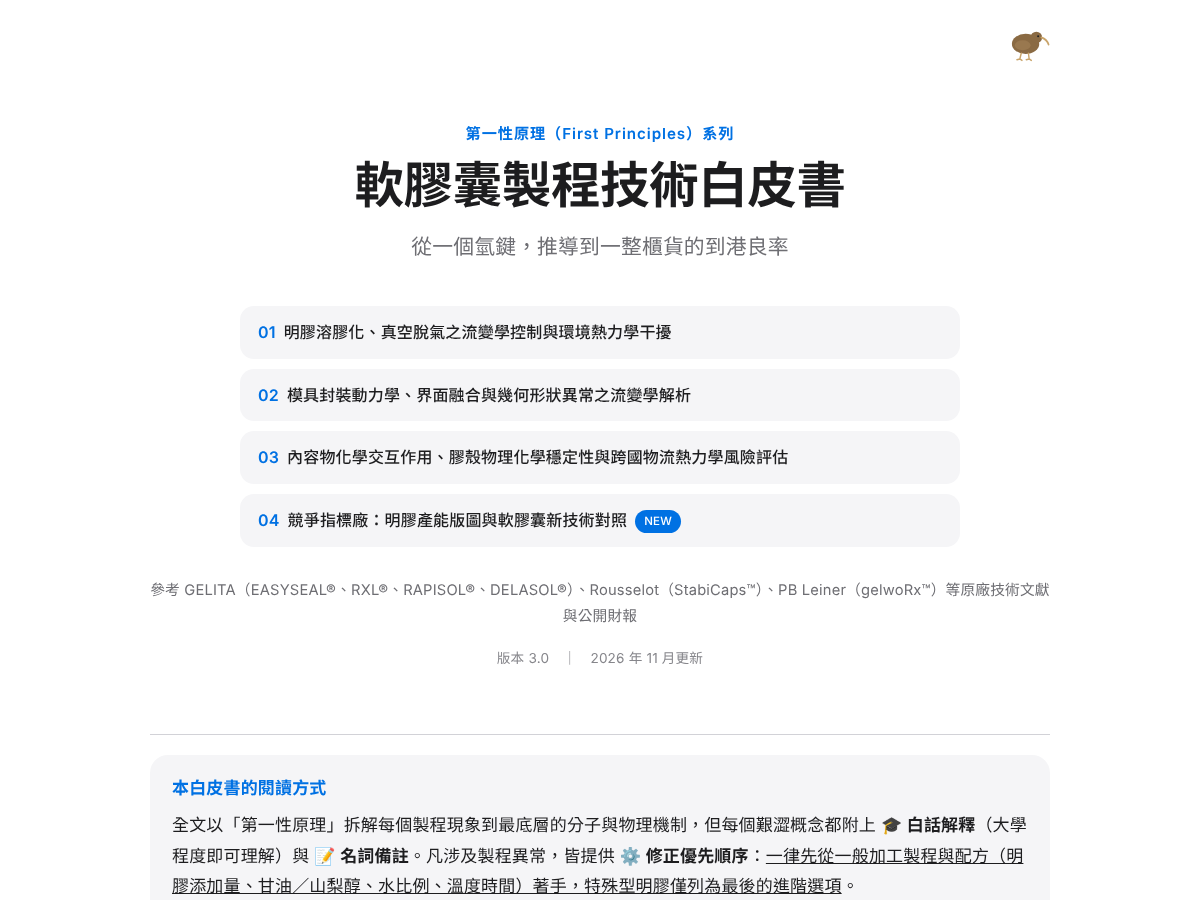 第一性原理（First Principles）系列
軟膠囊製程技術白皮書
從一個氫鍵，推導到一整櫃貨的到港良率
01 明膠溶膠化、真空脫氣之流變學控制與環境熱力學干擾
02 模具封裝動力學、界面融合與幾何形狀異常之流變學解析
03 內容物化學交互作用、膠殼物理化學穩定性與跨國物流熱力學風險評估
04 競爭指標廠：明膠產能版圖與軟膠囊新技術對照 NEW
參考 GELITA（EASYSEAL®、RXL®、RAPISOL®、DELASOL®）、Rousselot（StabiCaps™）、PB Leiner（gelwoRx™）等原廠技術文獻
與公開財報
版本 3.0 ｜ 2026 年 11 月更新
本白皮書的閱讀方式
全文以「第一性原理」拆解每個製程現象到最底層的分子與物理機制，但每個艱澀概念都附上 🎓 白話解釋（大學
程度即可理解）與 📝 名詞備註。凡涉及製程異常，皆提供 ⚙️ 修正優先順序：一律先從一般加工製程與配方（明
膠添加量、甘油／山梨醇、水比例、溫度時間）著手，特殊型明膠僅列為最後的進階選項。